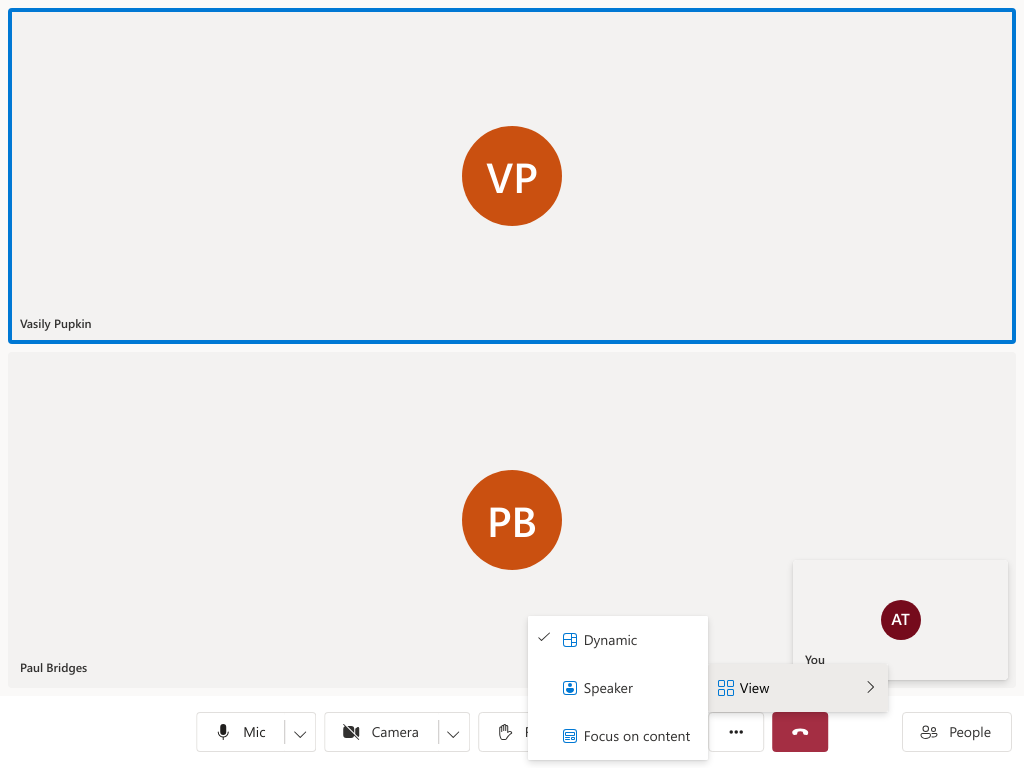 VP
Vasily Pupkin
PB
Paul Bridges
AT
You
Dynamic
Speaker
Focus on content
View
Mic
Camera
People